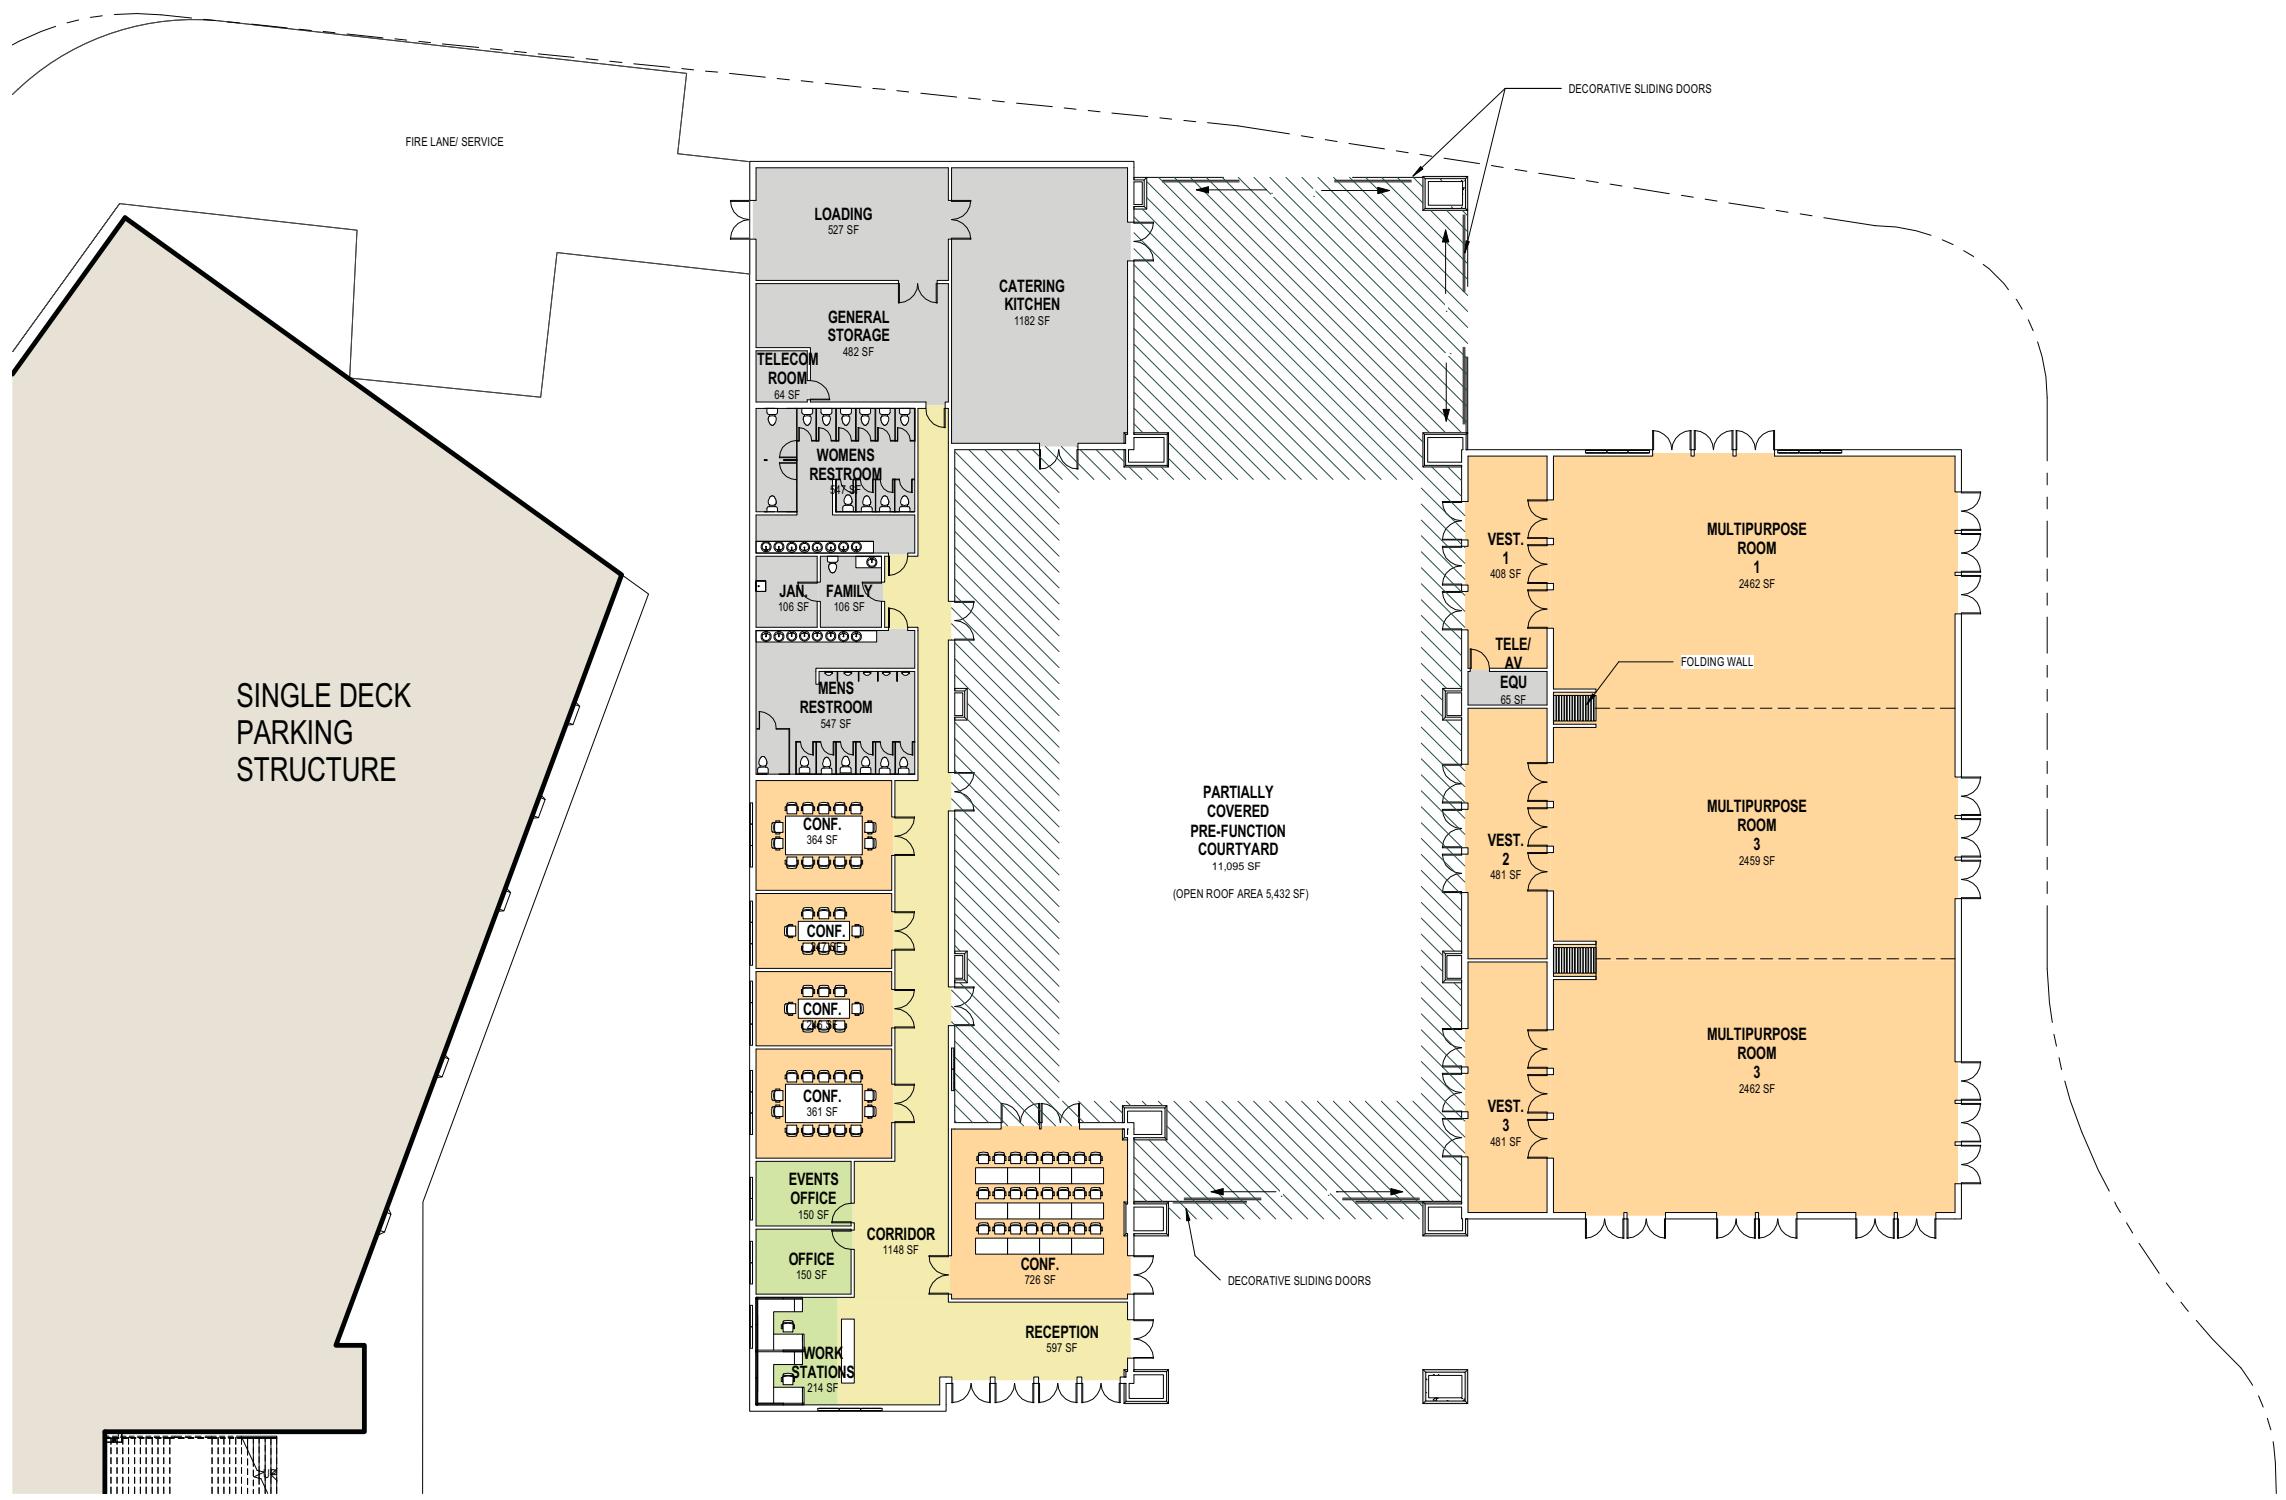 DECORATIVE SLIDING DOORS
FIRE LANE/ SERVICE
LOADING
527 SF
CATERING
KITCHEN
1182 SF
GENERAL
STORAGE
482 SF
TELECOM
ROOM
64 SF
WOMENS
RESTROOM
547 SF
JAN.
106 SF
FAMILY
106 SF
MENS
RESTROOM
547 SF
SINGLE DECK
PARKING
STRUCTURE
CONF.
364 SF
CONF.
247 SF
CONF.
246 SF
CONF.
361 SF
EVENTS
OFFICE
150 SF
OFFICE
150 SF
CORRIDOR
1148 SF
WORK
STATIONS
214 SF
CONF.
726 SF
RECEPTION
597 SF
PARTIALLY
COVERED
PRE-FUNCTION
COURTYARD
11,095 SF
(OPEN ROOF AREA 5,432 SF)
DECORATIVE SLIDING DOORS
VEST.
1
408 SF
TELE/
AV
EQU
65 SF
VEST.
2
481 SF
VEST.
3
481 SF
MULTIPURPOSE
ROOM
1
2462 SF
FOLDING WALL
MULTIPURPOSE
ROOM
3
2459 SF
MULTIPURPOSE
ROOM
3
2462 SF